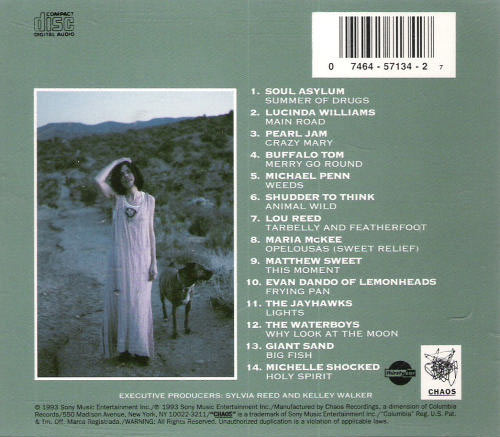 COMPACT
disc
DIGITAL AUDIO
0 7464-57134-2 7
1. SOUL ASYLUM
SUMMER OF DRUGS
2. LUCINDA WILLIAMS
MAIN ROAD
3. PEARL JAM
CRAZY MARY
4. BUFFALO TOM
MERRY GO ROUND
5. MICHAEL PENN
WEEDS
6. SHUDDER TO THINK
ANIMAL WILD
7. LOU REED
TARBELLY AND FEATHERFOOT
8. MARIA McKEE
OPELOUSAS (SWEET RELIEF)
9. MATTHEW SWEET
THIS MOMENT
10. EVAN DANDO OF LEMONHEADS
FRYING PAN
11. THE JAYHAWKS
LIGHTS
12. THE WATERBOYS
WHY LOOK AT THE MOON
13. GIANT SAND
BIG FISH
14. MICHELLE SHOCKED
HOLY SPIRIT
CHAOS
EXECUTIVE PRODUCERS: SYLVIA REED AND KELLEY WALKER
℗ 1993 Sony Music Entertainment Inc./© 1993 Sony Music Entertainment Inc./Manufactured by Chaos Recordings, a dimension of Columbia
Records/550 Madison Avenue, New York, NY 10022-3211/"CHAOS" is a trademark of Sony Music Entertainment Inc./"Columbia" Reg. U.S. Pat.
& Tm. Off. Marca Registrada./WARNING: All Rights Reserved. Unauthorized duplication is a violation of applicable laws.